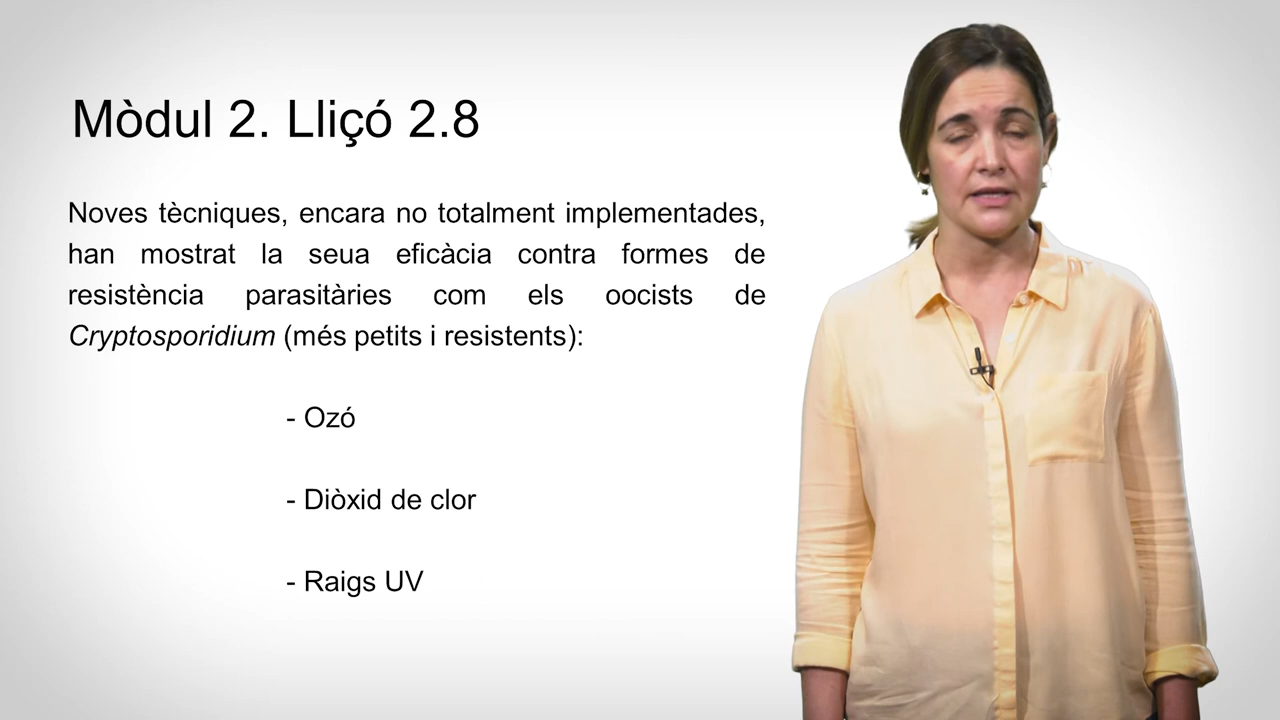 Mòdul 2. Lliçó 2.8
Noves tècniques, encara no totalment implementades,
han mostrat la seua eficàcia contra formes de
resistència parasitàries com els oocists de
Cryptosporidium (més petits i resistents):
- Ozó
- Diòxid de clor
- Raigs UV